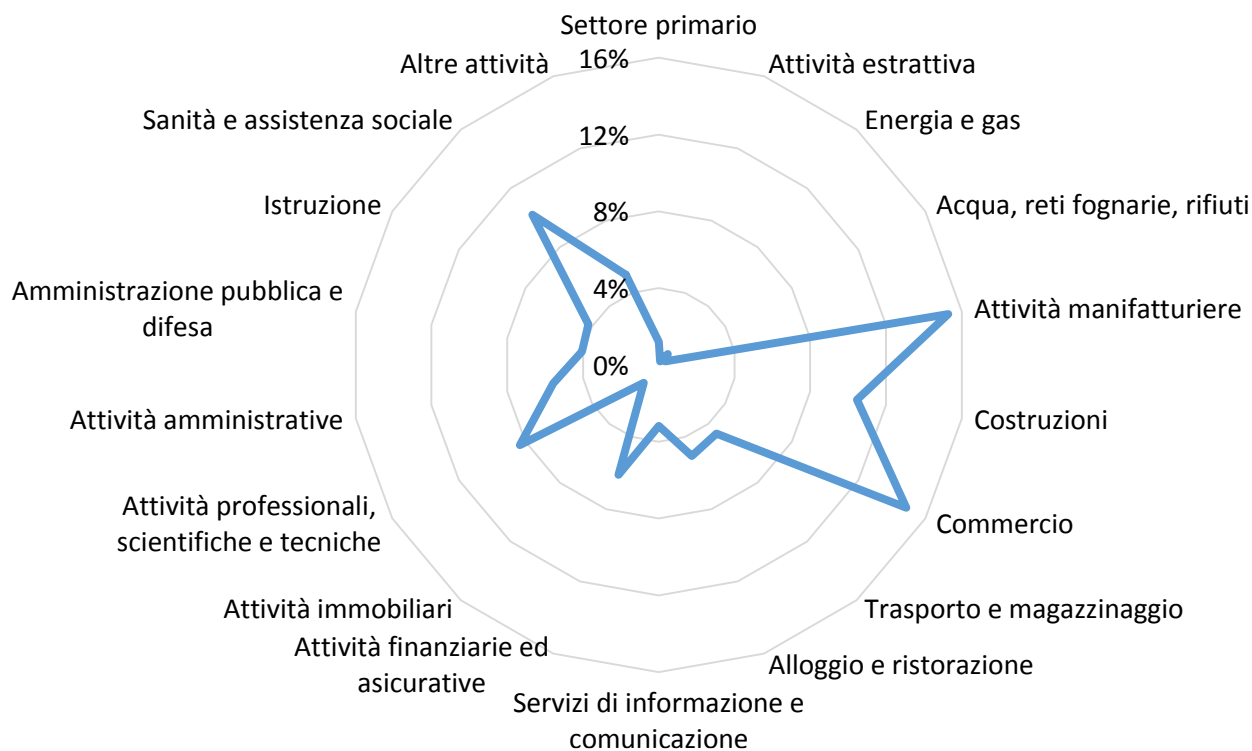 Settore primario
16%
Altre attività
Attività estrattiva
Sanità e assistenza sociale
Energia e gas
12%
Istruzione
8%
Acqua, reti fognarie, rifiuti
Amministrazione pubblica e
difesa
4%
Attività manifatturiere
0%
Attività amministrative
Costruzioni
Attività professionali,
scientifiche e tecniche
Commercio
Attività immobiliari
Trasporto e magazzinaggio
Attività finanziarie ed
asicurative
Alloggio e ristorazione
Servizi di informazione e
comunicazione